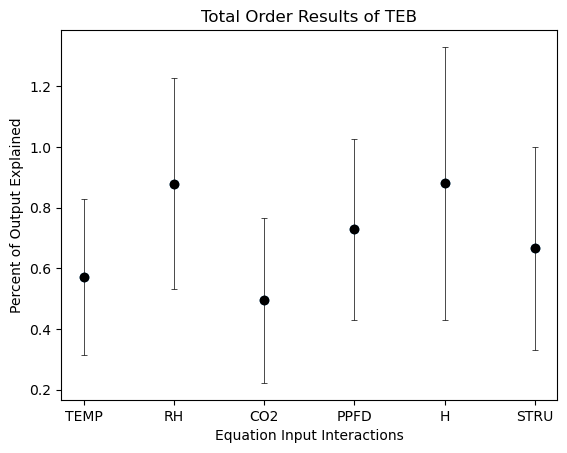 Total Order Results of TEB
Percent of Output Explained
1.2
1.0
0.8
0.6
0.4
0.2
TEMP RH CO2 PPFD H STRU
Equation Input Interactions